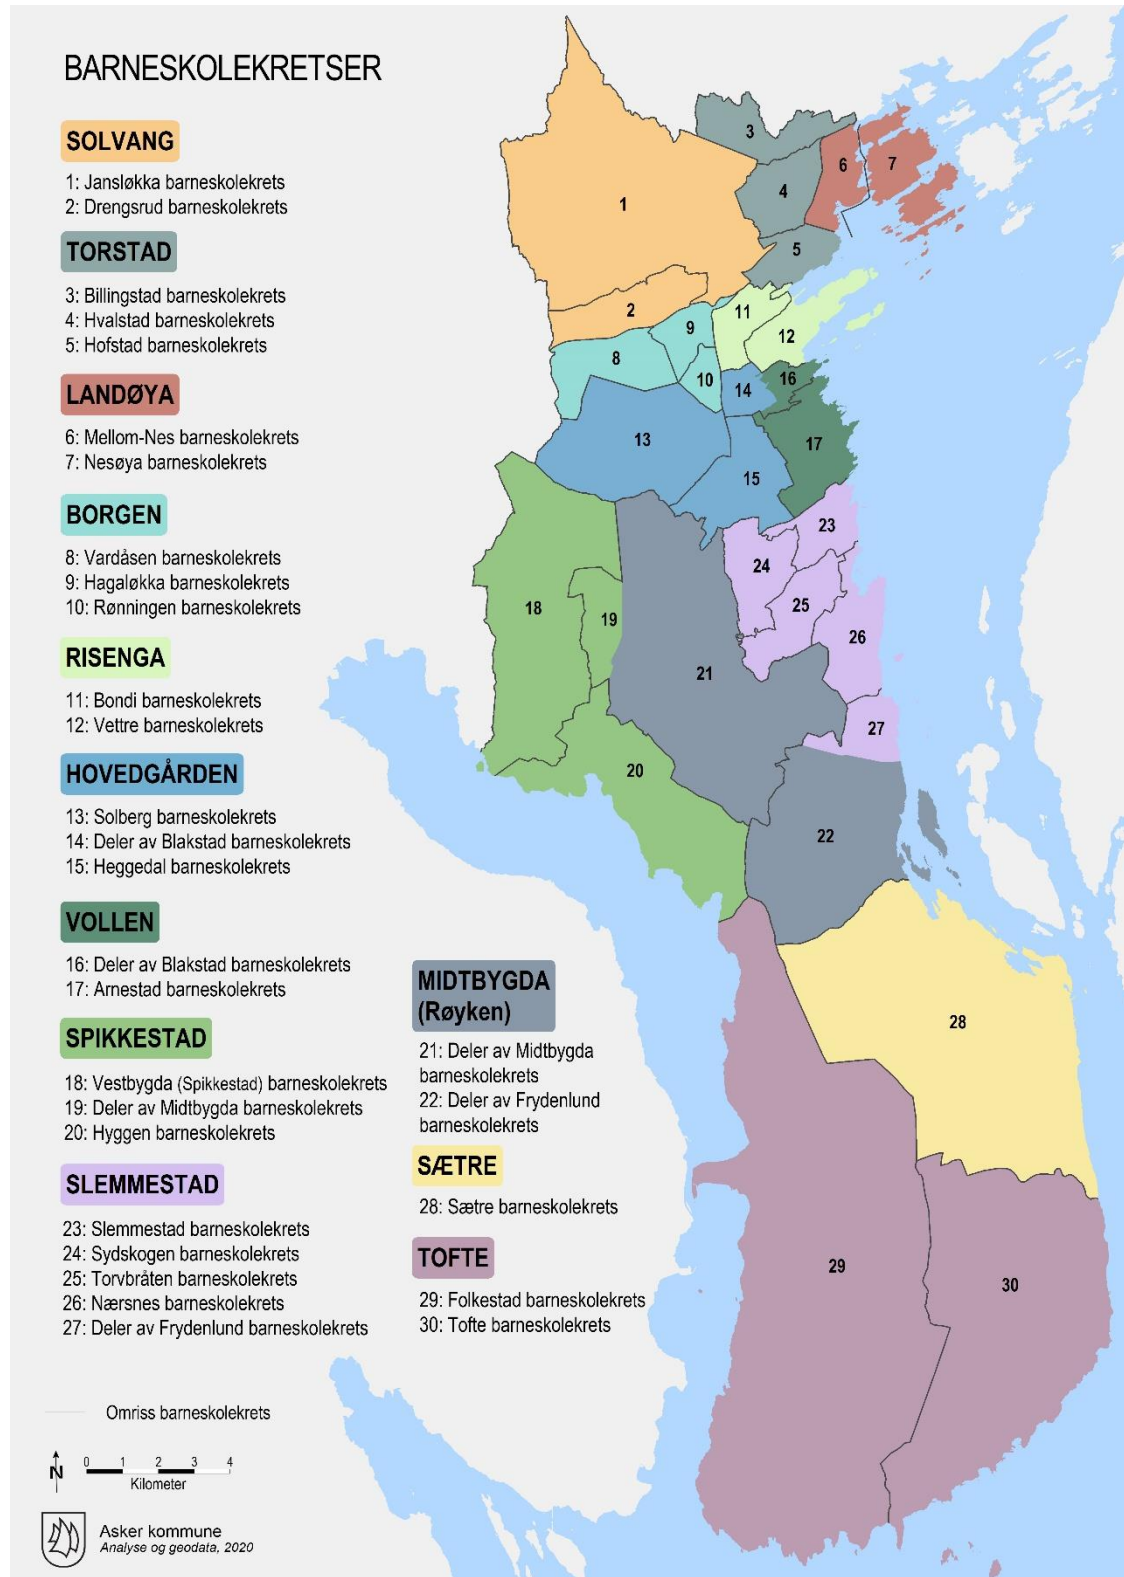 BARNESKOLEKRETSER
SOLVANG
1: Jansløkka barneskolekrets
2: Drengsrud barneskolekrets
TORSTAD
3: Billingstad barneskolekrets
4: Hvalstad barneskolekrets
5: Hofstad barneskolekrets
LANDØYA
6: Mellom-Nes barneskolekrets
7: Nesøya barneskolekrets
BORGEN
8: Vardåsen barneskolekrets
9: Hagaløkka barneskolekrets
10: Rønningen barneskolekrets
RISENGA
11: Bondi barneskolekrets
12: Vettre barneskolekrets
HOVEDGÅRDEN
13: Solberg barneskolekrets
14: Deler av Blakstad barneskolekrets
15: Heggedal barneskolekrets
VOLLEN
16: Deler av Blakstad barneskolekrets
17: Arnestad barneskolekrets
SPIKKESTAD
18: Vestbygda (Spikkestad) barneskolekrets
19: Deler av Midtbygda barneskolekrets
20: Hyggen barneskolekrets
SLEMMESTAD
23: Slemmestad barneskolekrets
24: Sydskogen barneskolekrets
25: Torvbråten barneskolekrets
26: Nærsnes barneskolekrets
27: Deler av Frydenlund barneskolekrets
MIDTBYGDA
(Røyken)
21: Deler av Midtbygda
barneskolekrets
22: Deler av Frydenlund
barneskolekrets
SÆTRE
28: Sætre barneskolekrets
TOFTE
29: Folkestad barneskolekrets
30: Tofte barneskolekrets
Omriss barneskolekrets
N
0 1 2 3 4
Kilometer
Asker kommune
Analyse og geodata, 2020
1
2
3
4
5
6
7
8
9
10
11
12
13
14
15
16
17
18
19
20
21
22
23
24
25
26
27
28
29
30